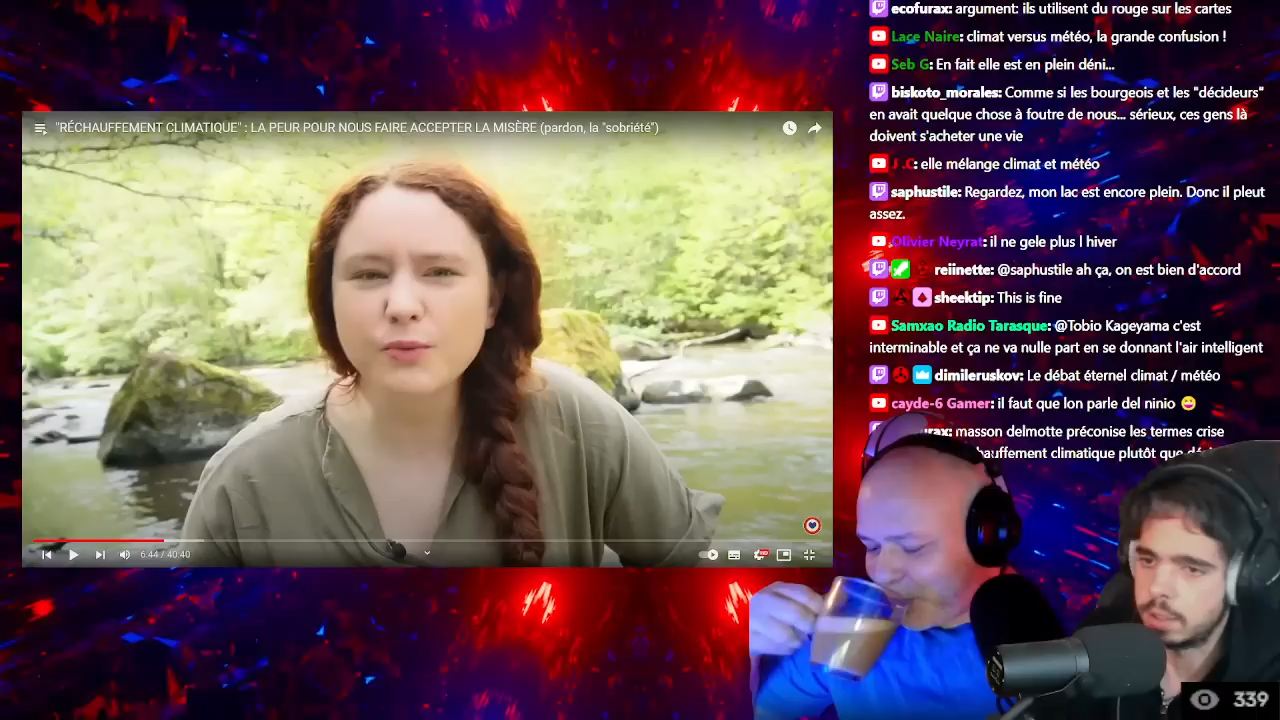 "RÉCHAUFFEMENT CLIMATIQUE" : LA PEUR POUR NOUS FAIRE ACCEPTER LA MISÈRE (pardon, la "sobriété")
6:44 / 40:40
ecofurax: argument: ils utilisent du rouge sur les cartes
Lace Naire: climat versus météo, la grande confusion !
Seb G: En fait elle est en plein déni...
biskoto_morales: Comme si les bourgeois et les "décideurs"
en avait quelque chose à foutre de nous... sérieux, ces gens là
doivent s'acheter une vie
J .C: elle mélange climat et météo
saphustile: Regardez, mon lac est encore plein. Donc il pleut
assez.
Olivier Neyrat: il ne gele plus l hiver
reiinette: @saphustile ah ça, on est bien d'accord
sheektip: This is fine
Samxao Radio Tarasque: @Tobio Kageyama c'est
interminable et ça ne va nulle part en se donnant l'air intelligent
dimileruskov: Le débat éternel climat / météo
cayde-6 Gamer: il faut que lon parle del ninio 😀
urax: masson delmotte préconise les termes crise
chauffement climatique plutôt que
339